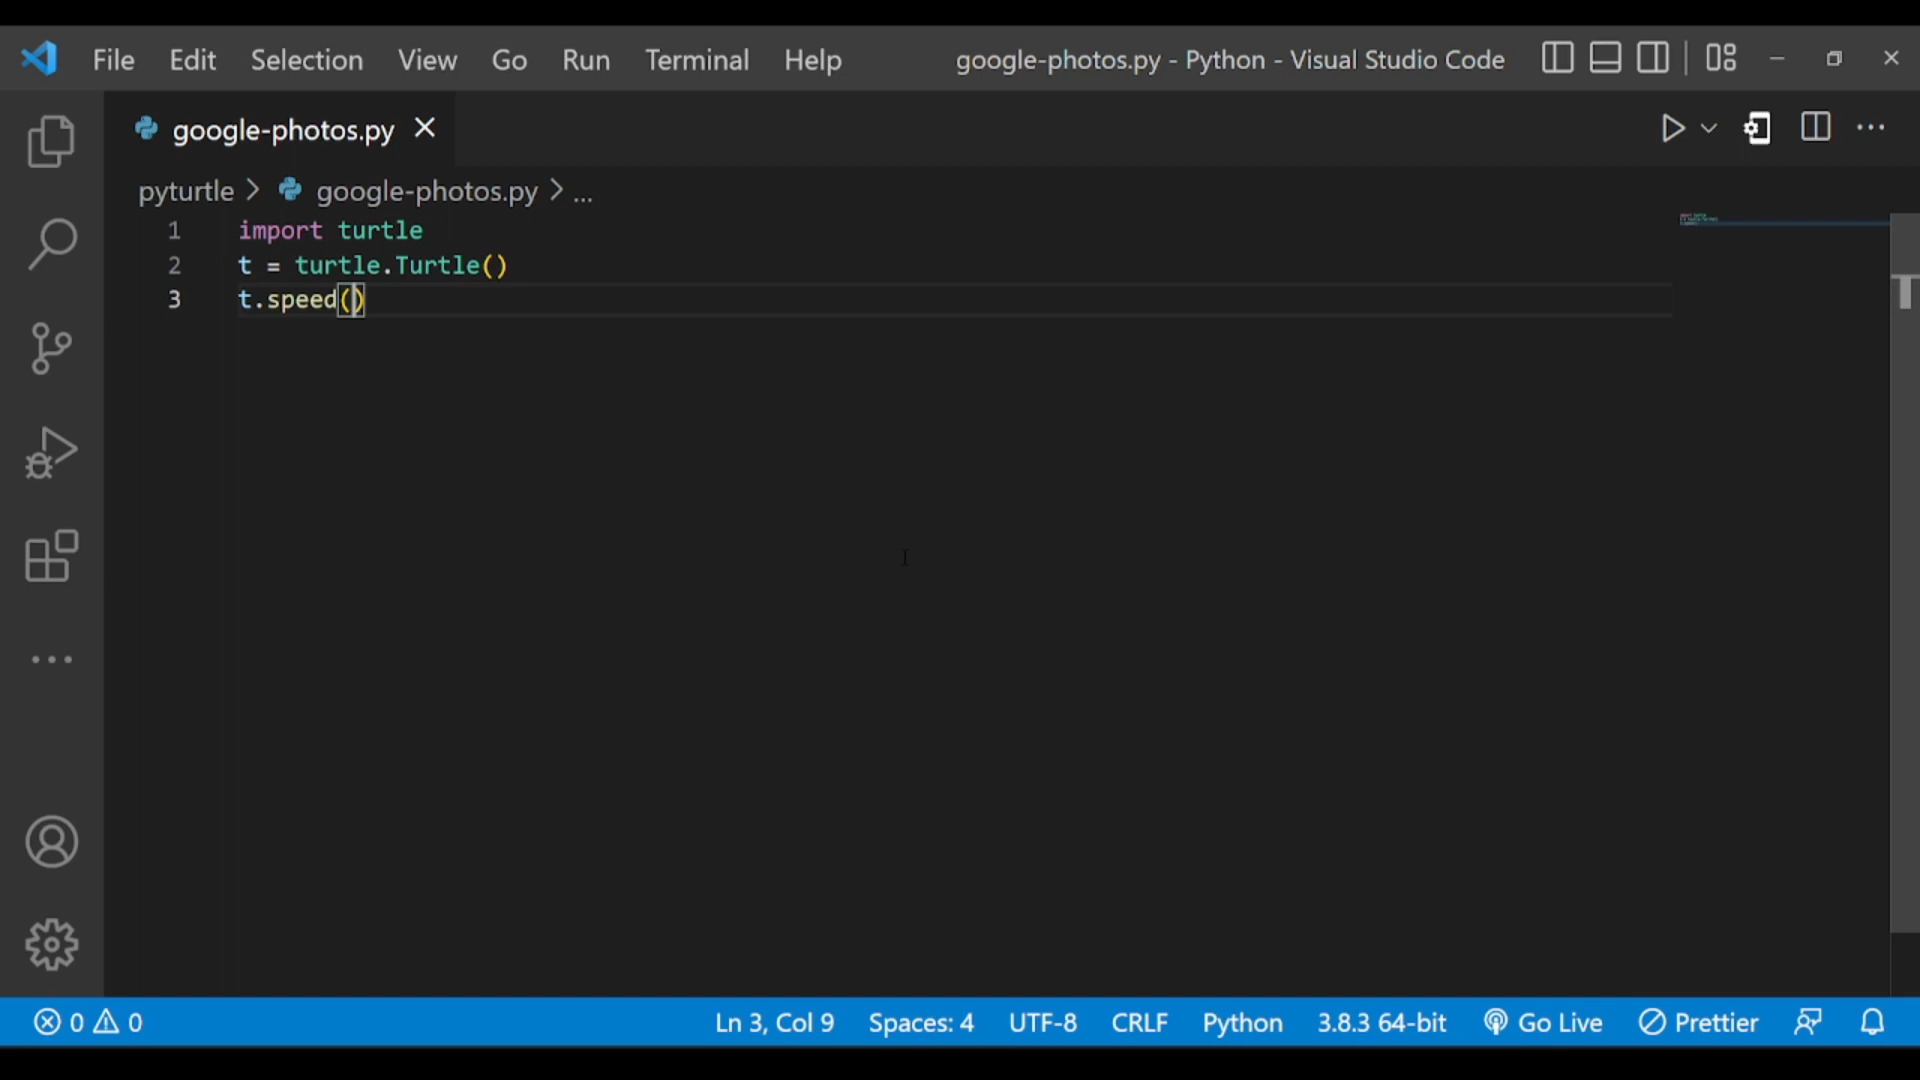 File Edit Selection View Go Run Terminal Help google-photos.py - Python - Visual Studio Code
google-photos.py
pyturtle > google-photos.py > ...
1 import turtle
2 t = turtle.Turtle()
3 t.speed()
0 0 Ln 3, Col 9 Spaces: 4 UTF-8 CRLF Python 3.8.3 64-bit Go Live Prettier